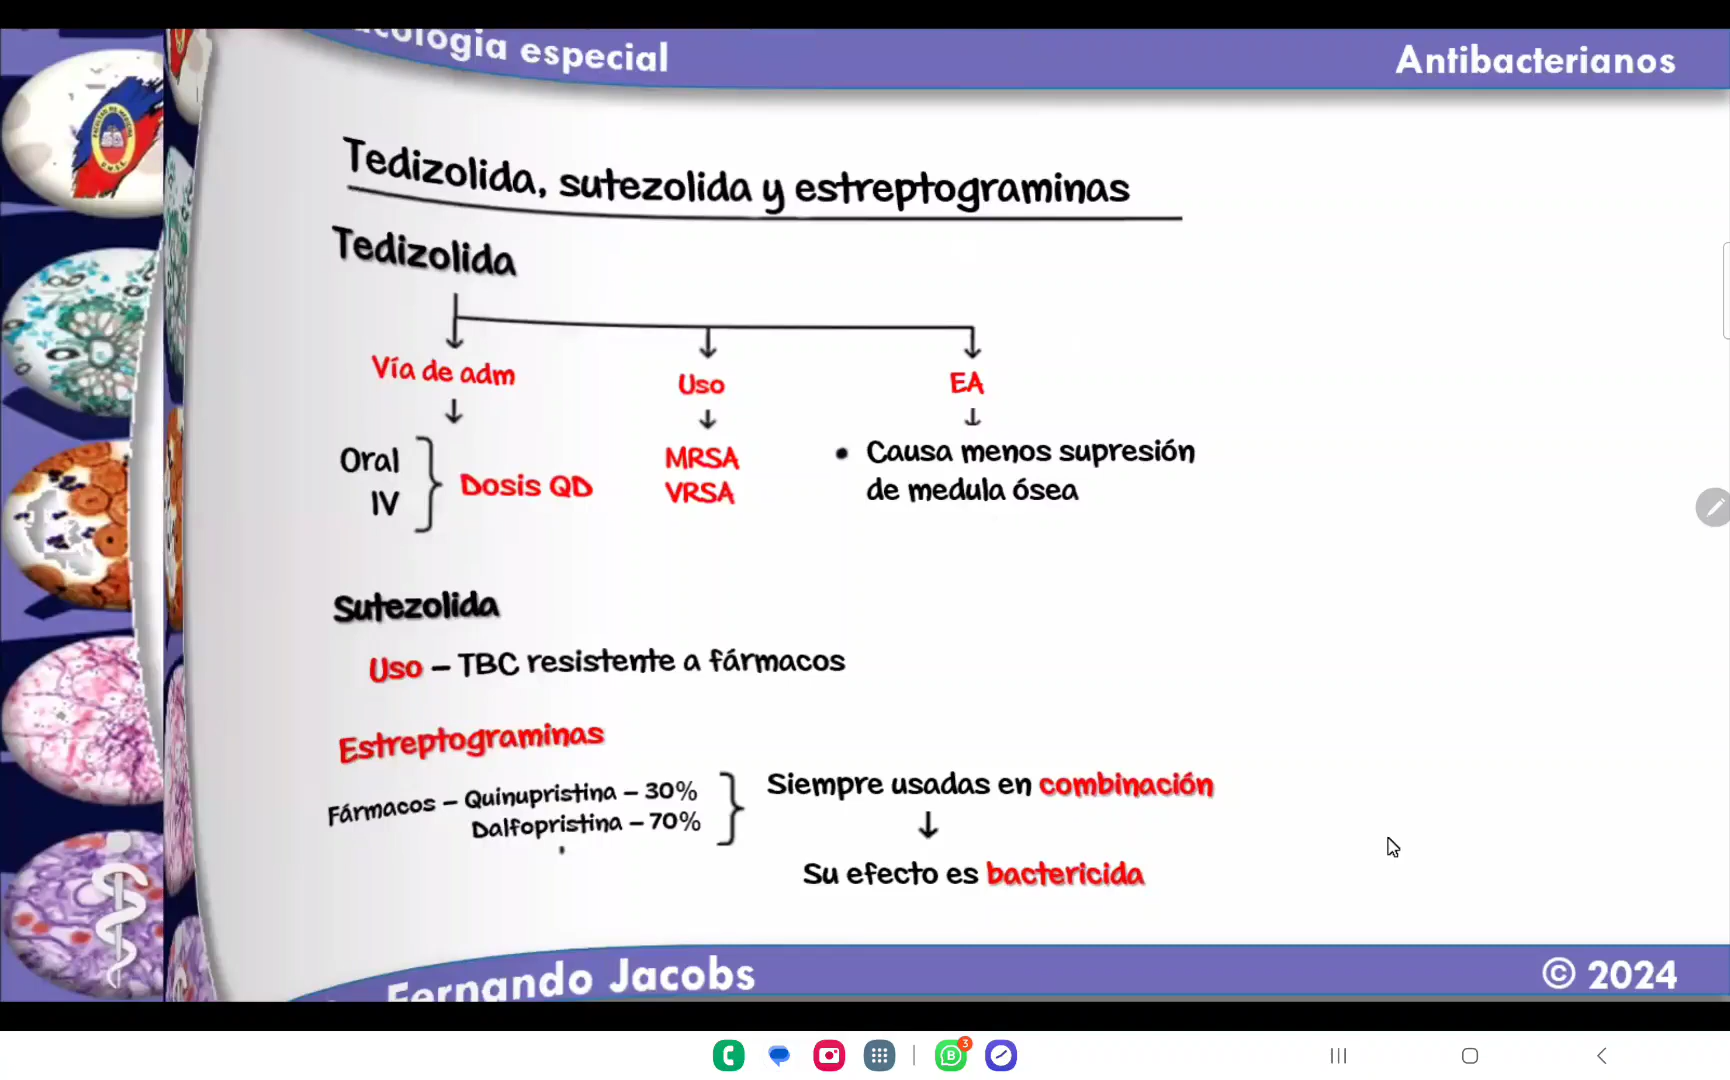 cología especial
Antibacterianos
Tedizolida, sutezolida y estreptograminas
Tedizolida
Vía de adm
Uso
EA
Oral
IV
Dosis QD
MRSA
VRSA
• Causa menos supresión
de medula ósea
Sutezolida
Uso – TBC resistente a fármacos
Estreptograminas
Fármacos – Quinupristina – 30%
Dalfopristina – 70%
Siempre usadas en combinación
Su efecto es bactericida
Fernando Jacobs
© 2024
3